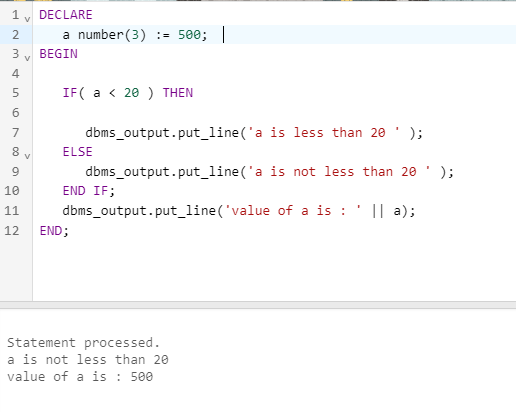 1 DECLARE
2 a number(3) := 500;
3 BEGIN
4
5 IF( a < 20 ) THEN
6
7 dbms_output.put_line('a is less than 20 ' );
8 ELSE
9 dbms_output.put_line('a is not less than 20 ' );
10 END IF;
11 dbms_output.put_line('value of a is : ' || a);
12 END;
Statement processed.
a is not less than 20
value of a is : 500